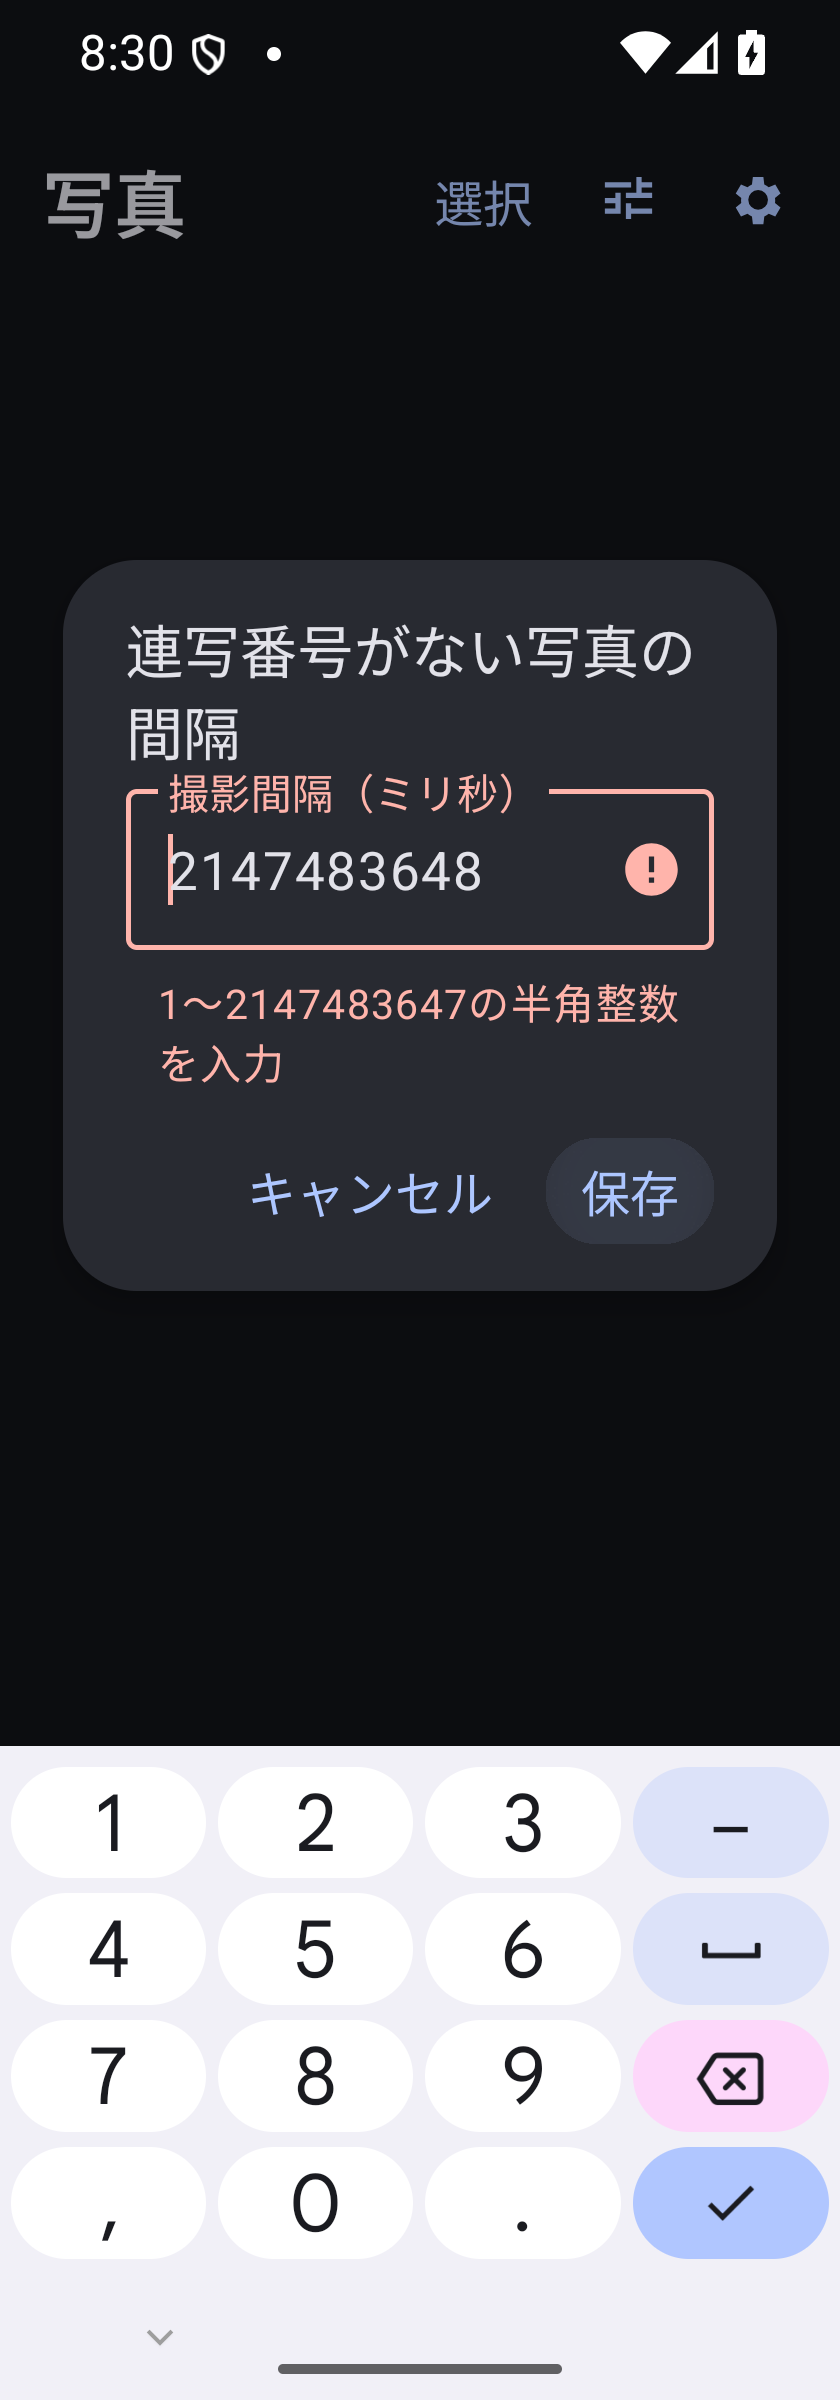 8:30
写真
選択
連写番号がない写真の
間隔
撮影間隔（ミリ秒）
2147483648
1〜2147483647の半角整数
を入力
キャンセル
保存
1
2
3
–
4
5
6
7
8
9
,
0
.